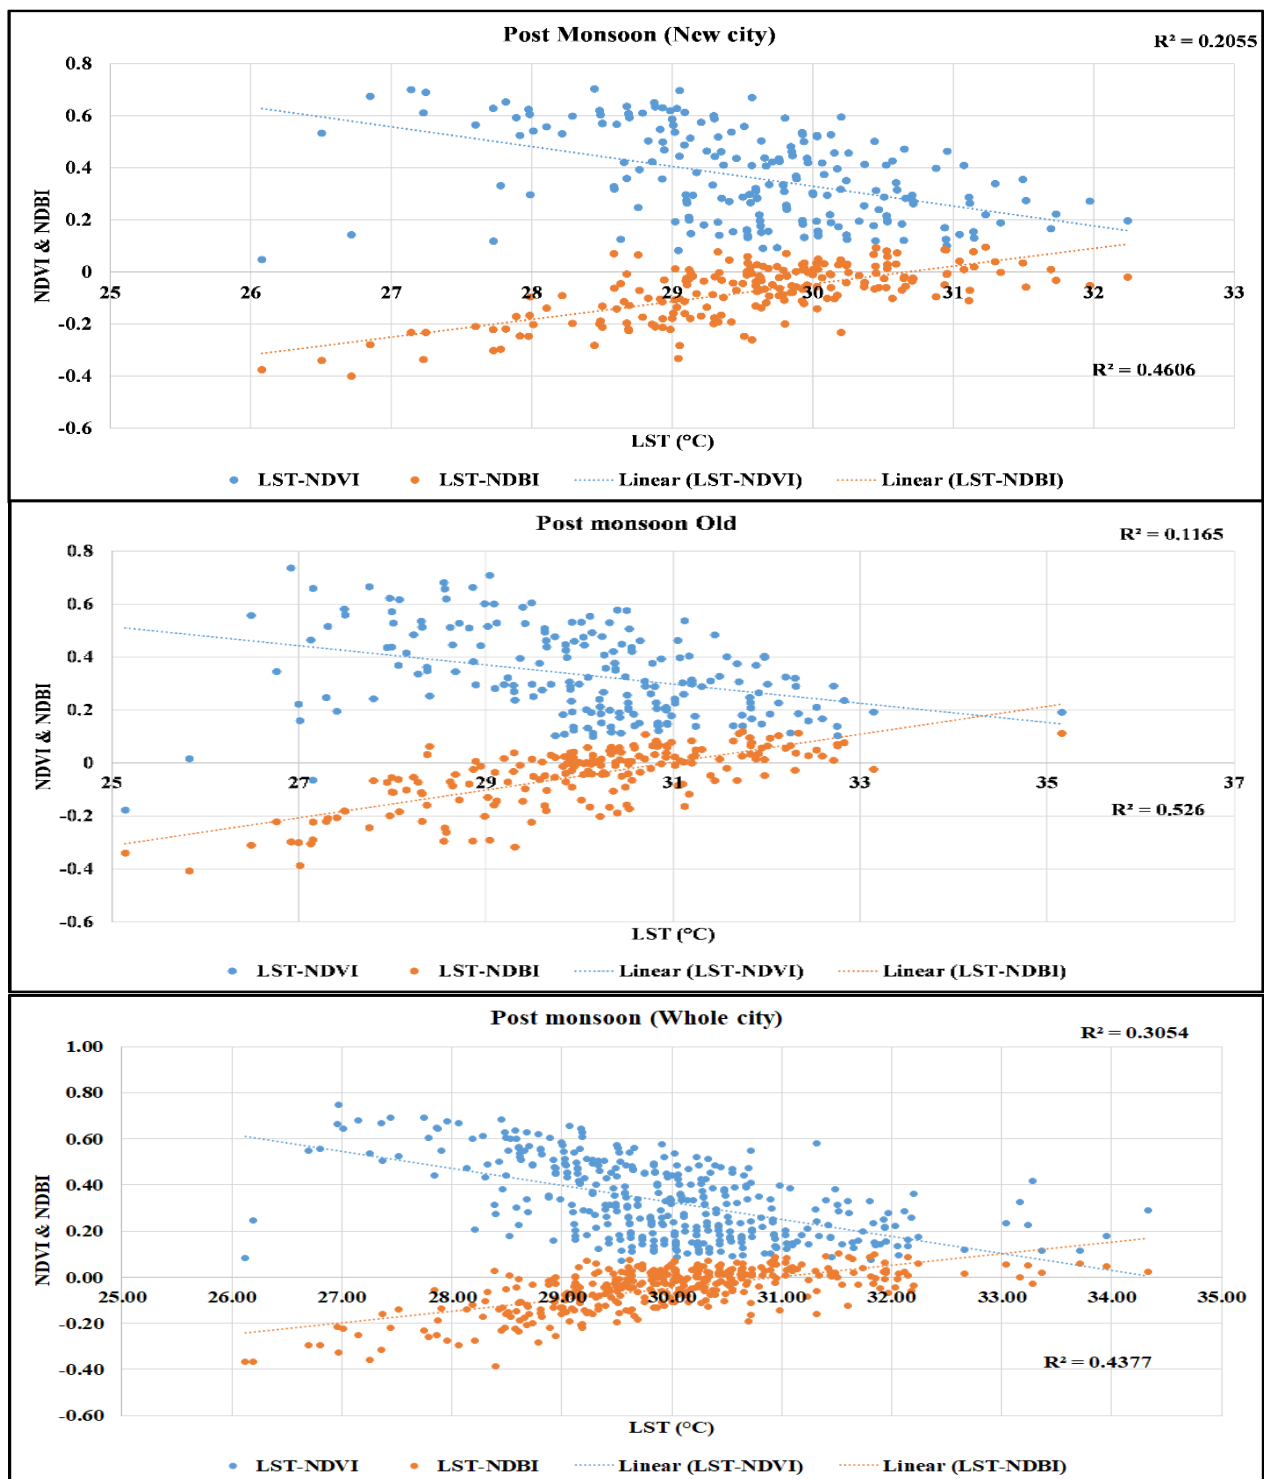 Post Monsoon (New city)
R² = 0.2055
0.8
0.6
0.4
0.2
0
-0.2
-0.4
-0.6
25 26 27 28 29 30 31 32 33
NDVI & NDBI
R² = 0.4606
LST (°C)
LST-NDVI LST-NDBI Linear (LST-NDVI) Linear (LST-NDBI)
Post monsoon Old
R² = 0.1165
0.8
0.6
0.4
0.2
0
-0.2
-0.4
-0.6
25 27 29 31 33 35 37
NDVI & NDBI
R² = 0.526
LST (°C)
LST-NDVI LST-NDBI Linear (LST-NDVI) Linear (LST-NDBI)
Post monsoon (Whole city)
R² = 0.3054
1.00
0.80
0.60
0.40
0.20
0.00
-0.20
-0.40
-0.60
25.00 26.00 27.00 28.00 29.00 30.00 31.00 32.00 33.00 34.00 35.00
NDVI & NDBI
R² = 0.4377
LST (°C)
LST-NDVI LST-NDBI Linear (LST-NDVI) Linear (LST-NDBI)